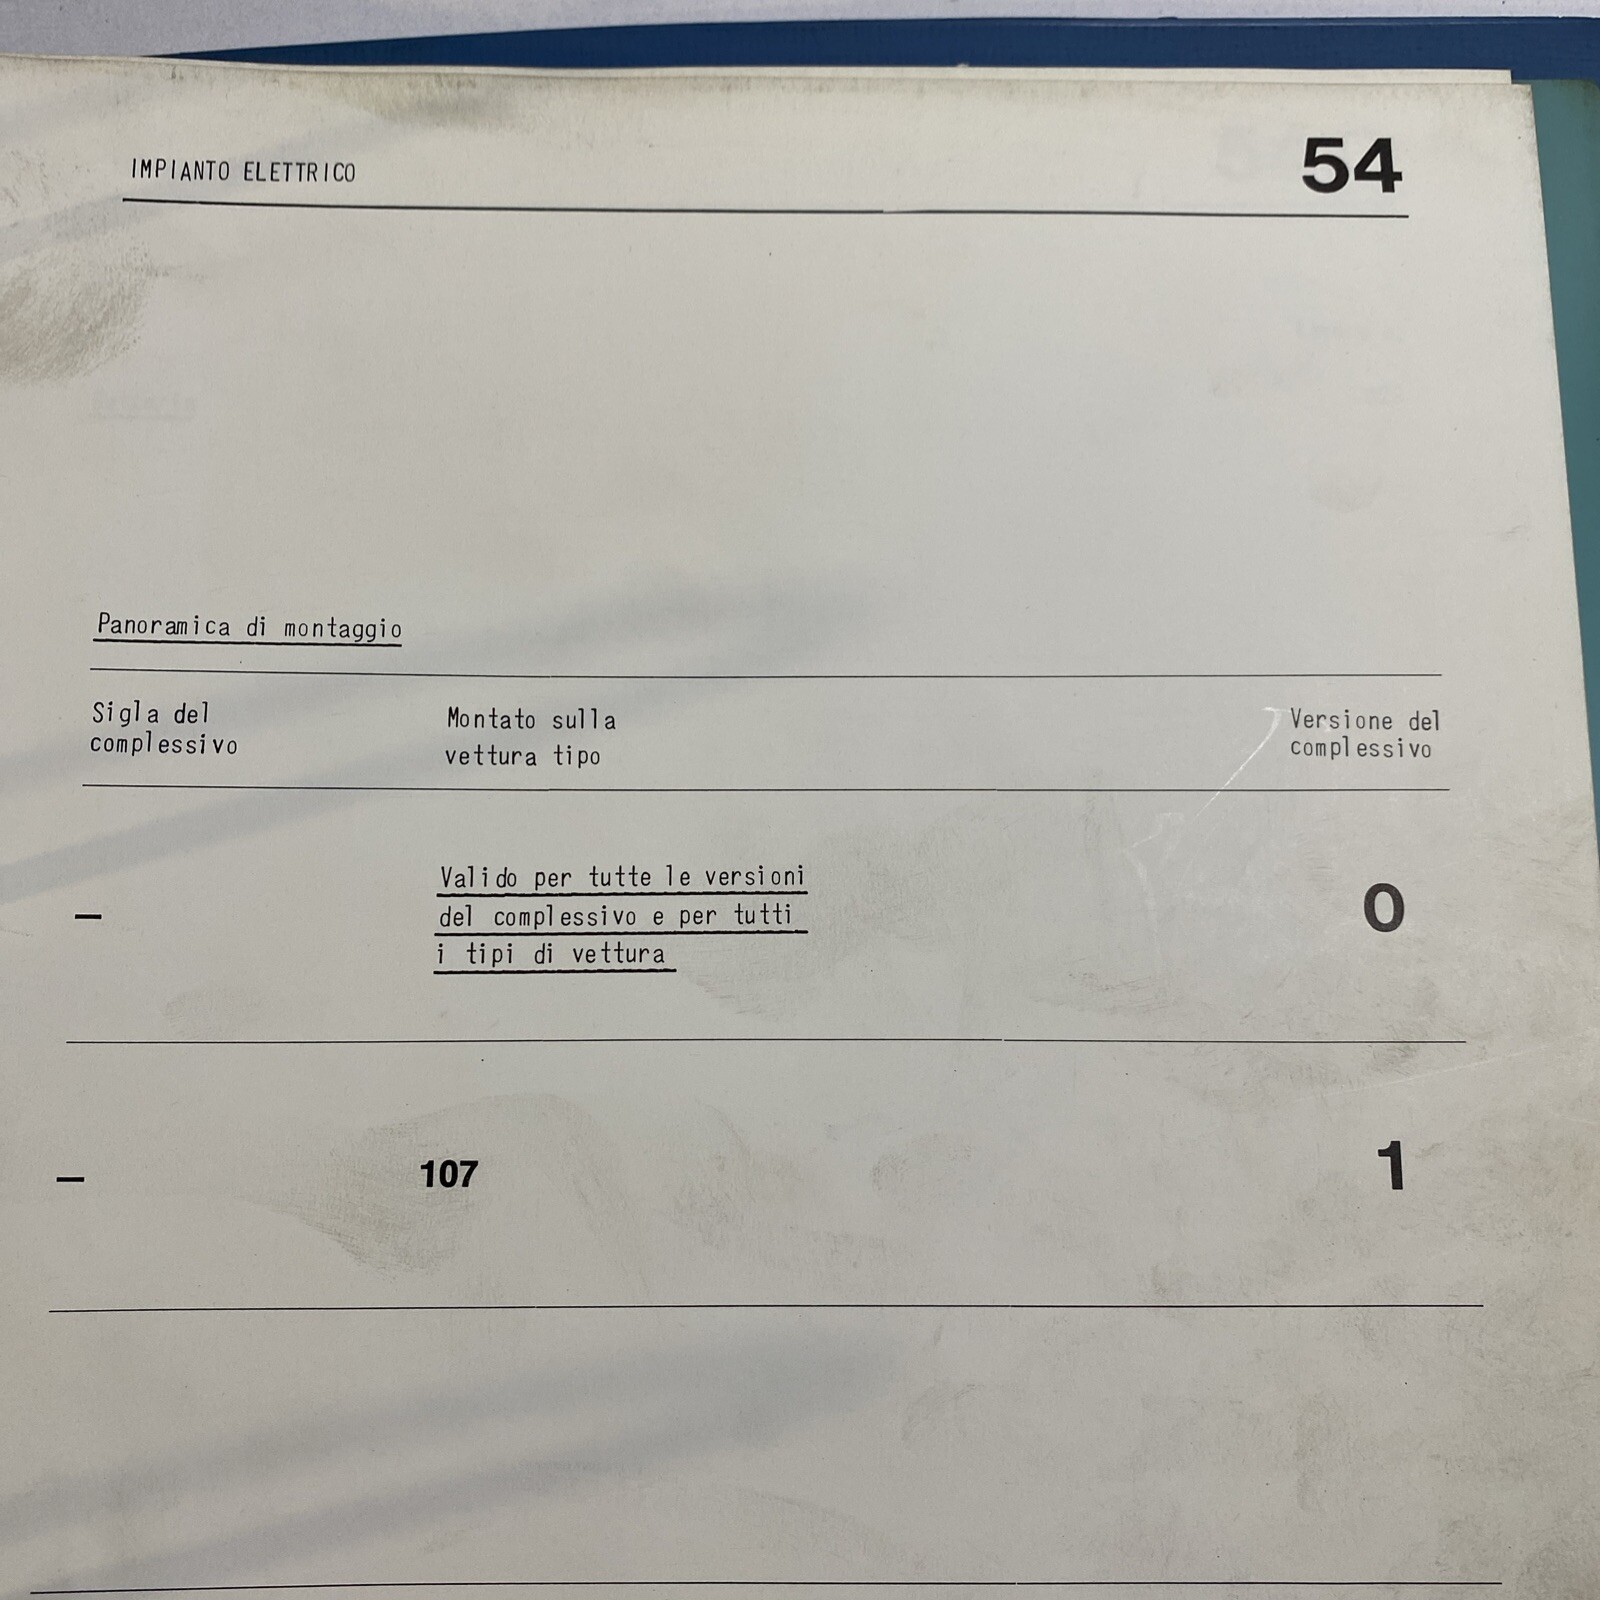 IMPIANTO ELETTRICO
54
Panoramica di montaggio
Sigla del
complessivo
Montato sulla
vettura tipo
Versione del
complessivo
–
Valido per tutte le versioni
del complessivo e per tutti
i tipi di vettura
0
–
107
1